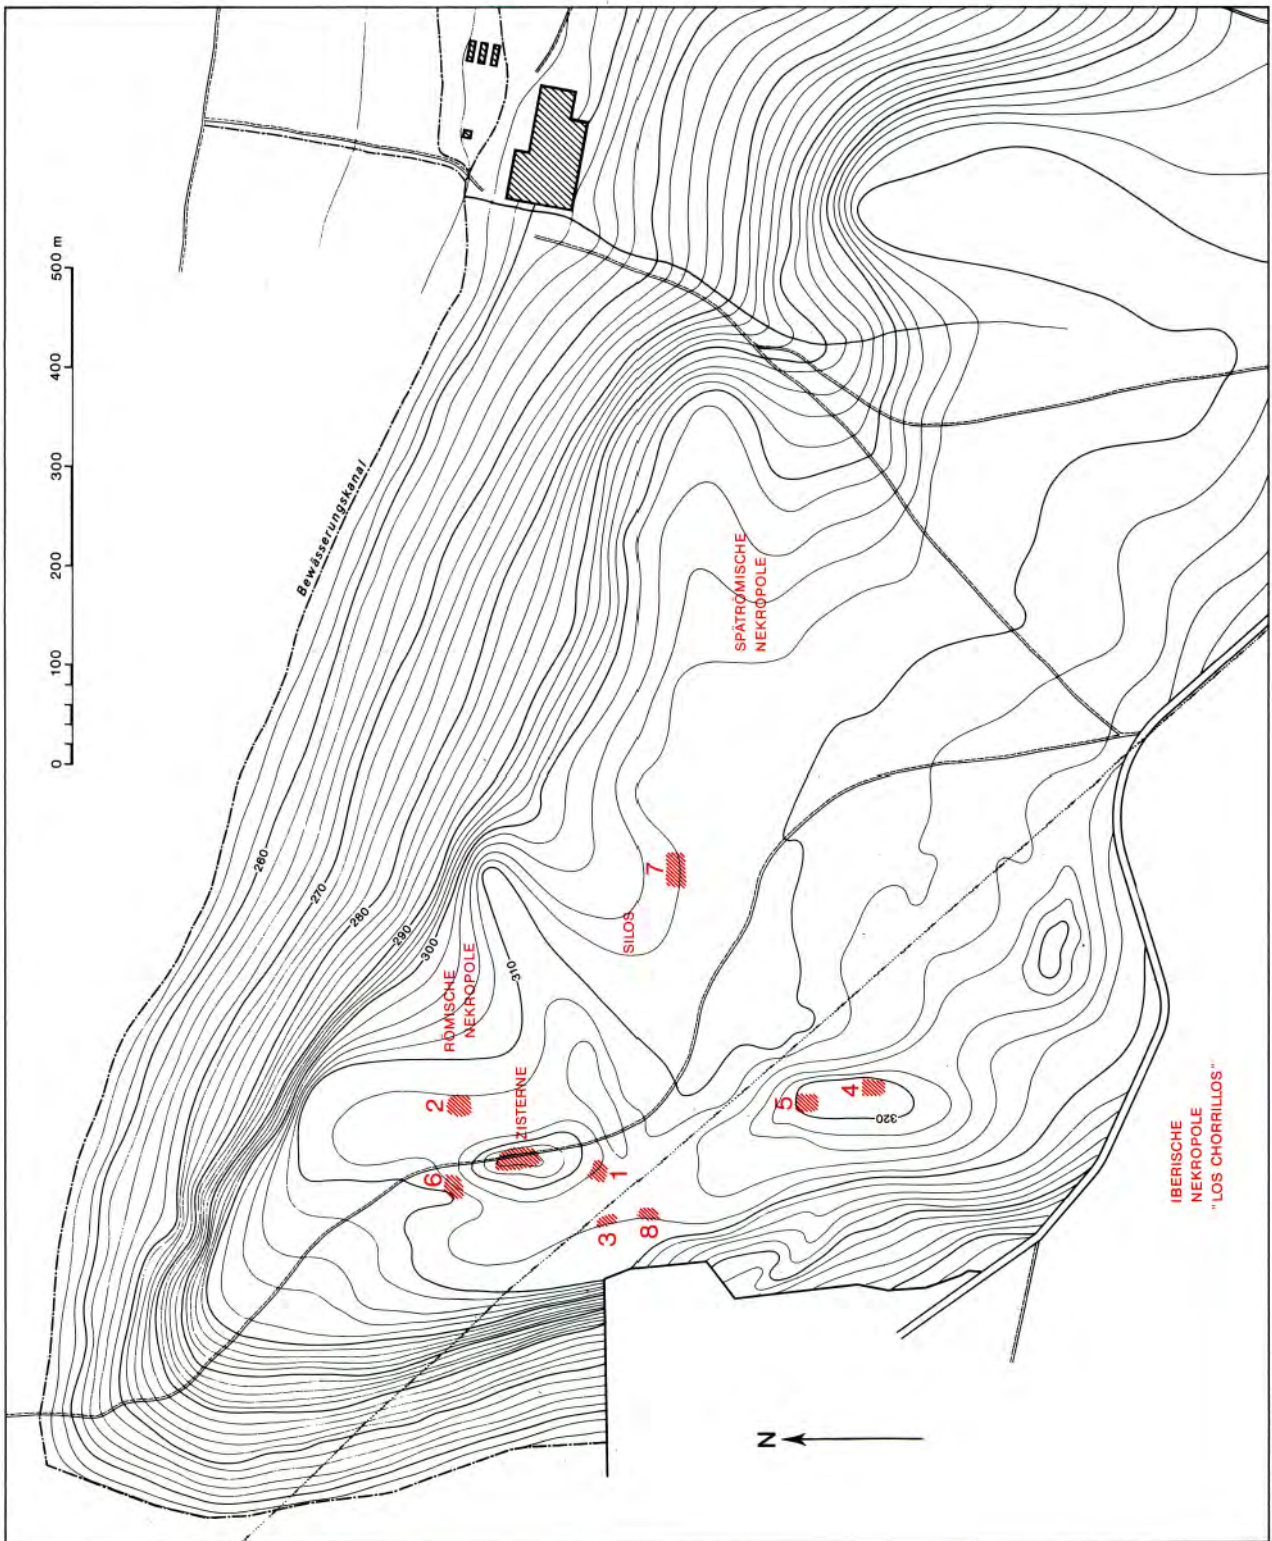 0 100 200 300 400 500 m
Bewässerungskanal
260
270
280
290
300
310
RÖMISCHE
NEKROPOLE
2
ZISTERNE
6
1
3
8
SILOS
7
SPÄTRÖMISCHE
NEKROPOLE
5
4
320
IBERISCHE
NEKROPOLE
"LOS CHORRILLOS"
N